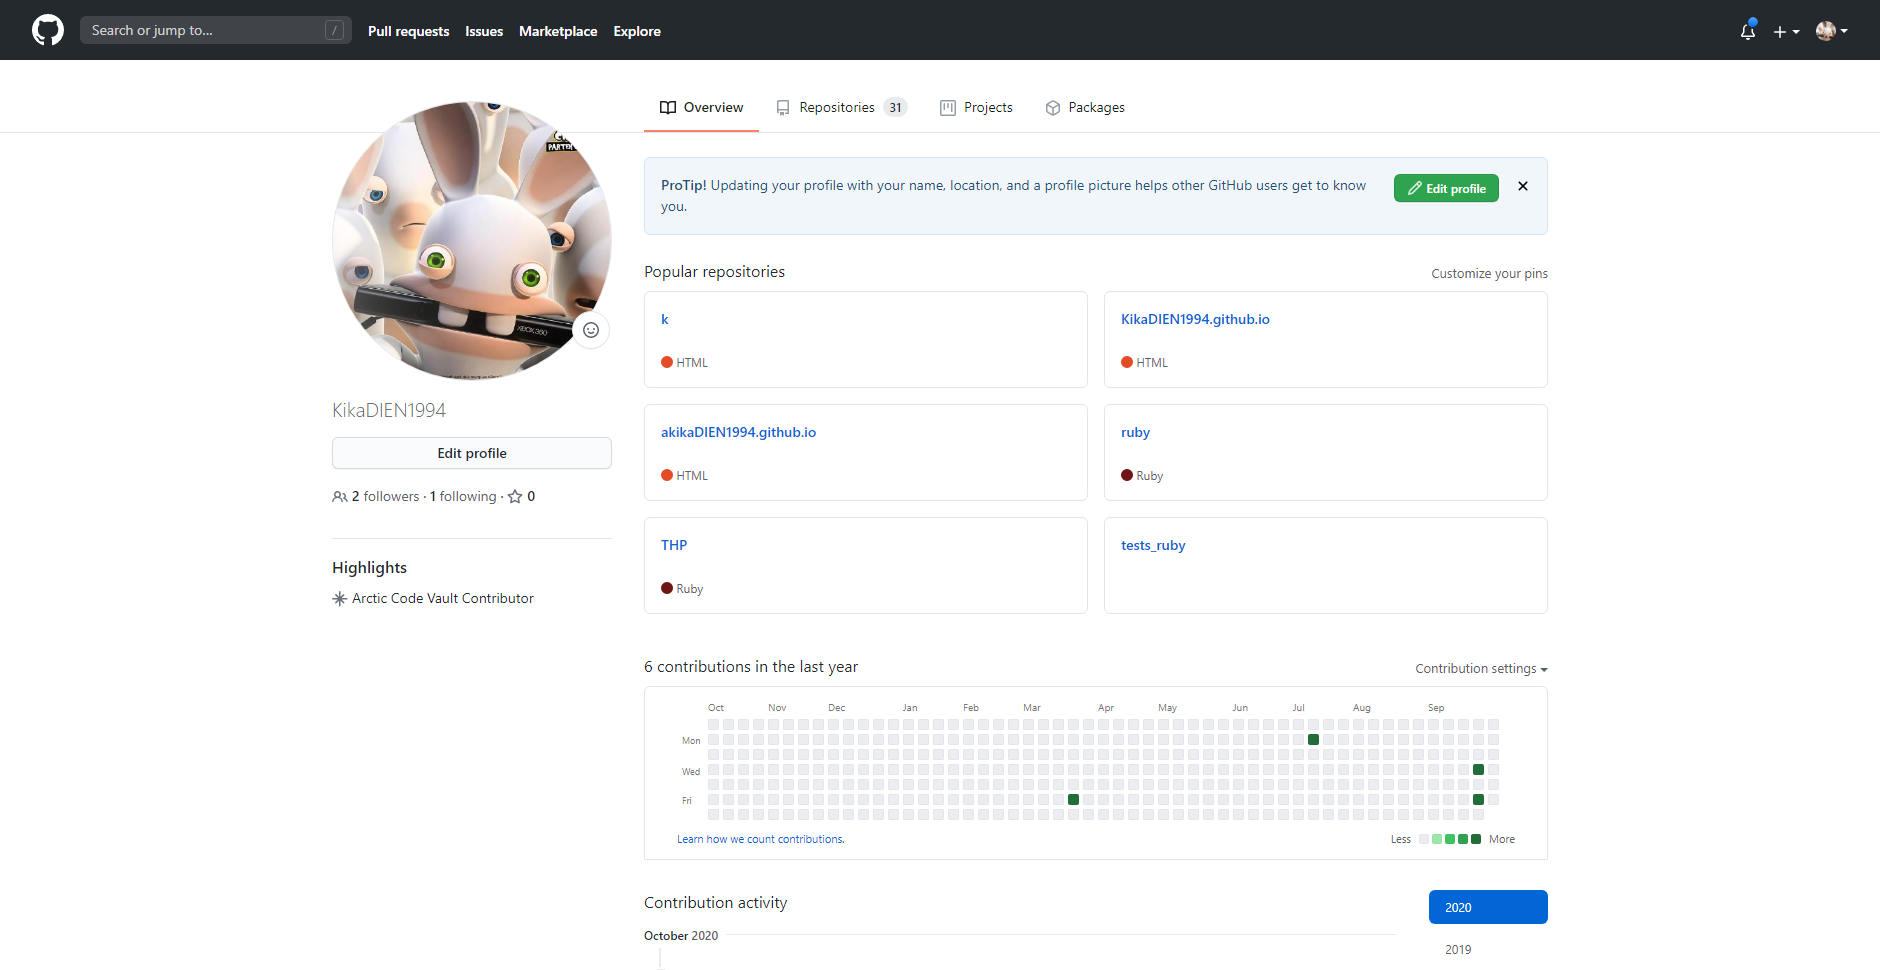 Search or jump to...
/
Pull requests
Issues
Marketplace
Explore
Overview
Repositories 31
Projects
Packages
XBOX 360
KikaDIEN1994
Edit profile
2 followers · 1 following · 0
Highlights
Arctic Code Vault Contributor
ProTip! Updating your profile with your name, location, and a profile picture helps other GitHub users get to know
you.
Edit profile
Popular repositories
Customize your pins
k
HTML
KikaDIEN1994.github.io
HTML
akikaDIEN1994.github.io
HTML
ruby
Ruby
THP
Ruby
tests_ruby
6 contributions in the last year
Contribution settings
Oct Nov Dec Jan Feb Mar Apr May Jun Jul Aug Sep
Mon
Wed
Fri
Learn how we count contributions.
Less More
Contribution activity
2020
October 2020
2019